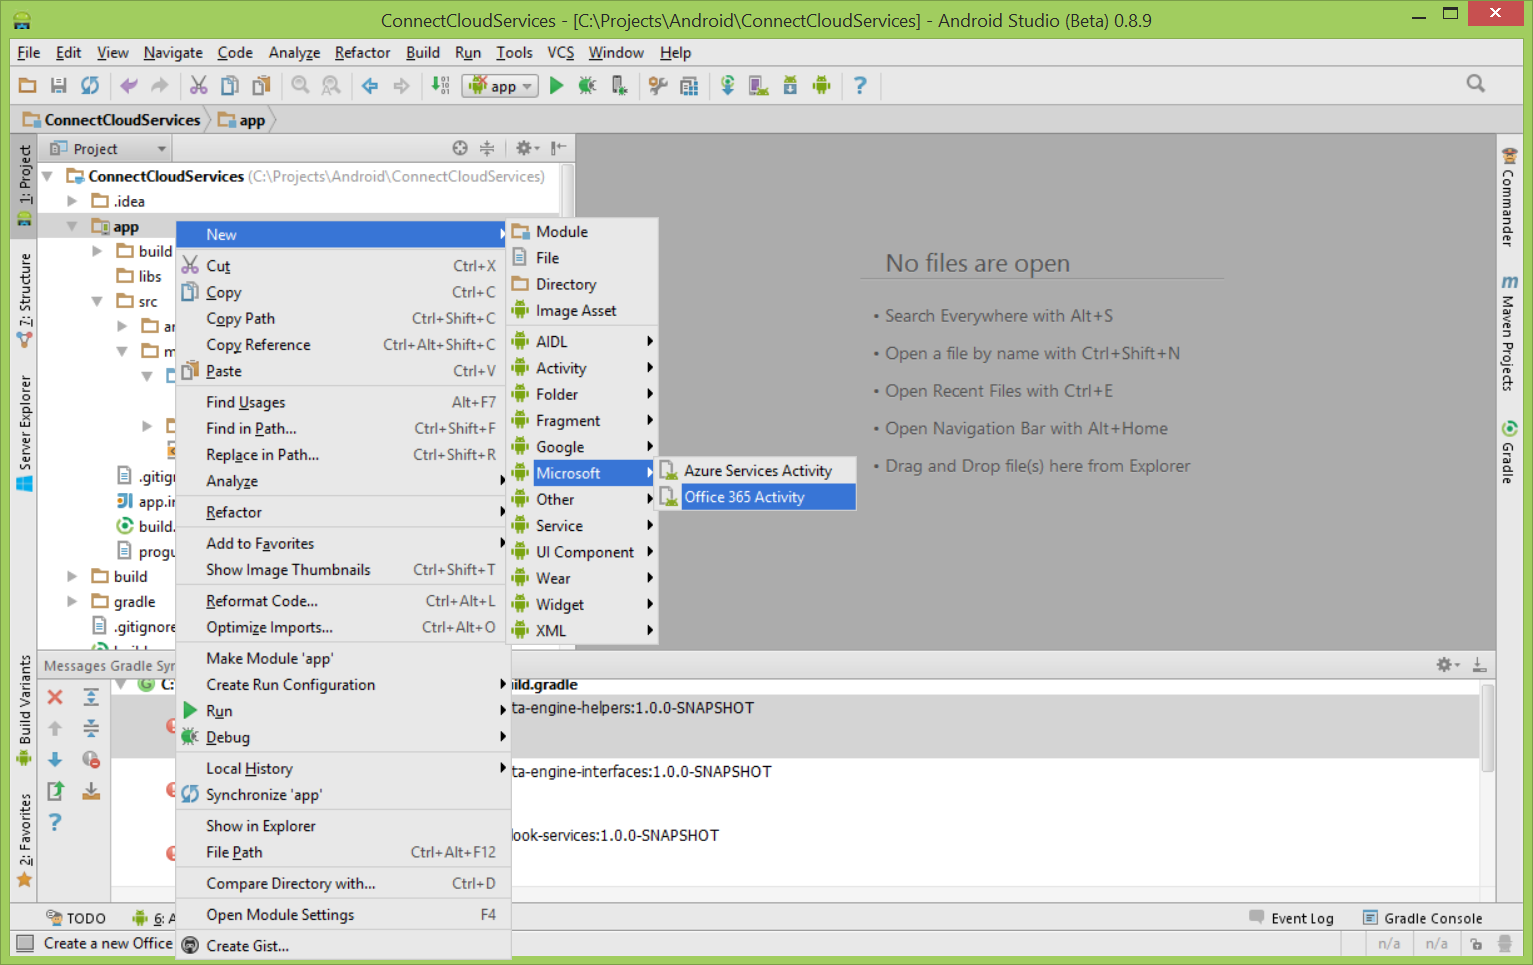 ConnectCloudServices - [C:\Projects\Android\ConnectCloudServices] - Android Studio (Beta) 0.8.9
File Edit View Navigate Code Analyze Refactor Build Run Tools VCS Window Help
app
ConnectCloudServices app
Project
1: Project
7: Structure
Server Explorer
Build Variants
2: Favorites
ConnectCloudServices (C:\Projects\Android\ConnectCloudServices)
.idea
app
build
libs
src
.gitign
app.in
build.
progu
build
gradle
.gitignore
New
Cut Ctrl+X
Copy Ctrl+C
Copy Path Ctrl+Shift+C
Copy Reference Ctrl+Alt+Shift+C
Paste Ctrl+V
Find Usages Alt+F7
Find in Path... Ctrl+Shift+F
Replace in Path... Ctrl+Shift+R
Analyze
Refactor
Add to Favorites
Show Image Thumbnails Ctrl+Shift+T
Reformat Code... Ctrl+Alt+L
Optimize Imports... Ctrl+Alt+O
Make Module 'app'
Create Run Configuration
Run
Debug
Local History
Synchronize 'app'
Show in Explorer
File Path Ctrl+Alt+F12
Compare Directory with... Ctrl+D
Open Module Settings F4
Create Gist...
Module
File
Directory
Image Asset
AIDL
Activity
Folder
Fragment
Google
Microsoft
Other
Service
UI Component
Wear
Widget
XML
Azure Services Activity
Office 365 Activity
No files are open
• Search Everywhere with Alt+S
• Open a file by name with Ctrl+Shift+N
• Open Recent Files with Ctrl+E
• Open Navigation Bar with Alt+Home
• Drag and Drop file(s) here from Explorer
Commander
Maven Projects
Gradle
Messages Gradle Syn
C: ild.gradle
ta-engine-helpers:1.0.0-SNAPSHOT
ta-engine-interfaces:1.0.0-SNAPSHOT
look-services:1.0.0-SNAPSHOT
TODO 6: A Event Log Gradle Console
Create a new Office n/a n/a